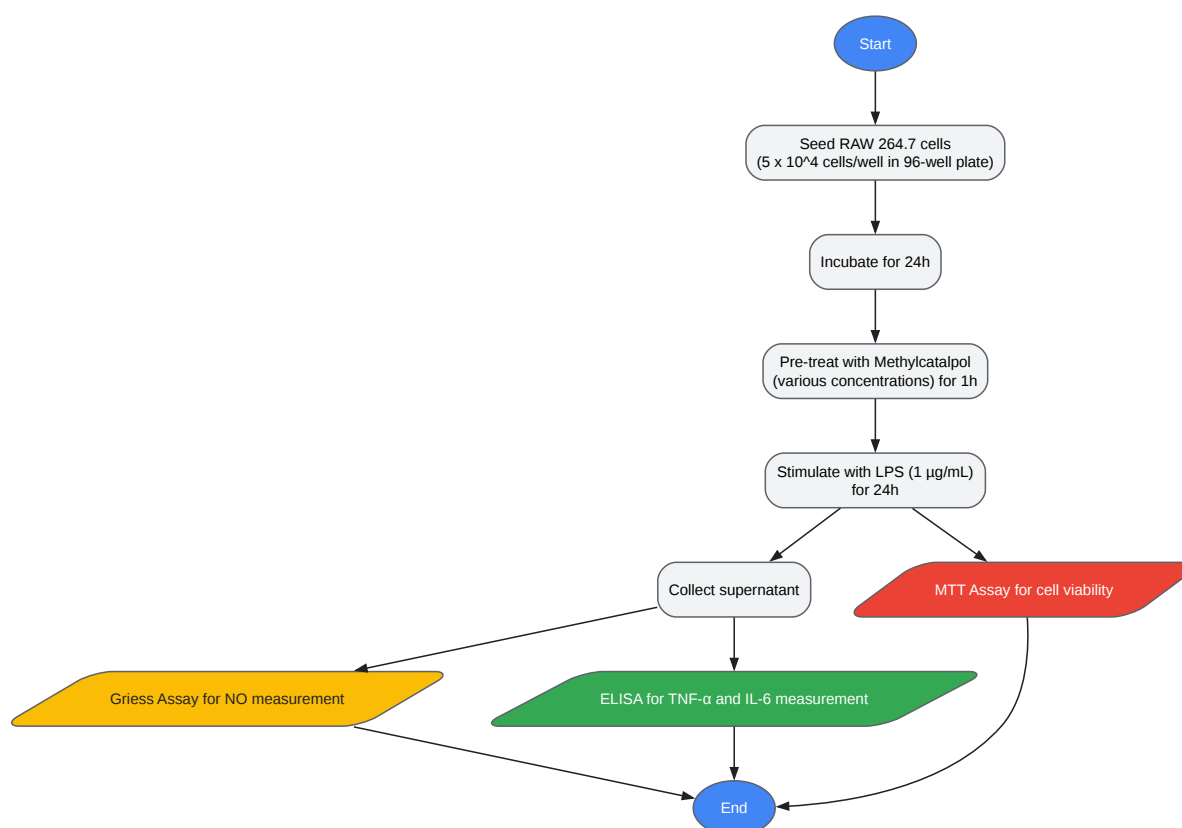 Start
Seed RAW 264.7 cells
(5 x 10^4 cells/well in 96-well plate)
Incubate for 24h
Pre-treat with Methylcatalpol
(various concentrations) for 1h
Stimulate with LPS (1 µg/mL)
for 24h
Collect supernatant
MTT Assay for cell viability
Griess Assay for NO measurement
ELISA for TNF-α and IL-6 measurement
End